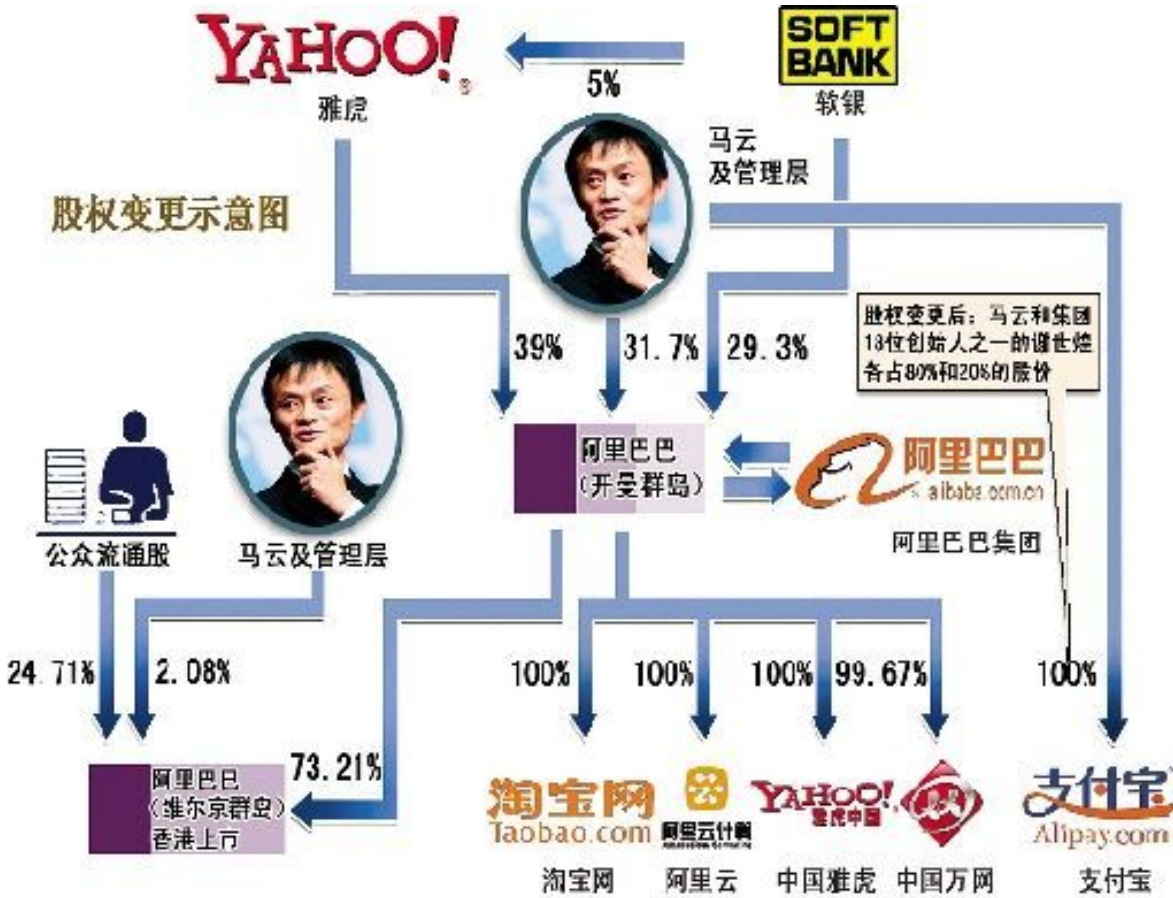 YAHOO!
®
雅虎
5%
SOFT
BANK
软银
马云
及管理层
股权变更示意图
39%
31.7%
29.3%
股权变更后：马云和集团
18位创始人之一的谢世煌
各占80%和20%的股份
阿里巴巴
（开曼群岛）
阿里巴巴
alibaba.com.cn
阿里巴巴集团
公众流通股
马云及管理层
24.71%
2.08%
100%
100%
100%
99.67%
100%
阿里巴巴
（维尔京群岛）
香港上市
73.21%
淘宝网
Taobao.com
阿里云计算
YAHOO!
雅虎中国
支付宝
Alipay.com
淘宝网
阿里云
中国雅虎
中国万网
支付宝